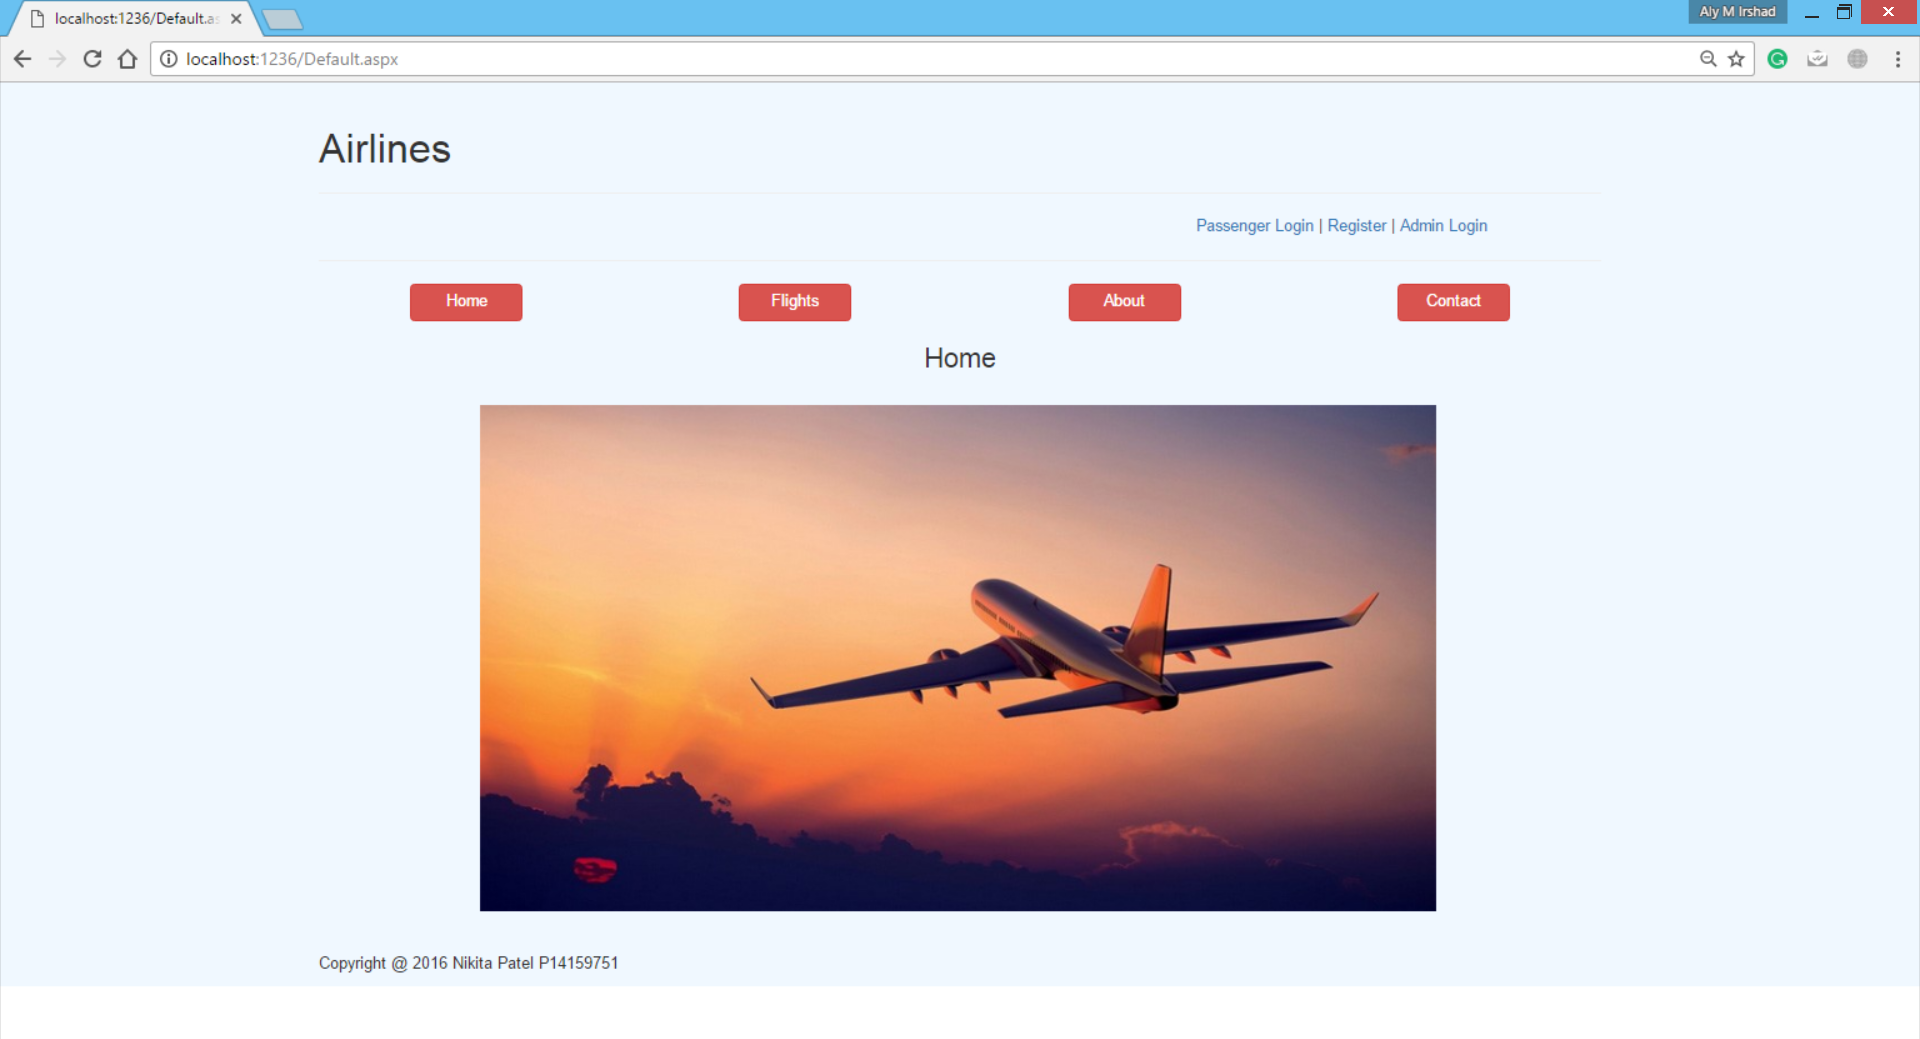 localhost:1236/Default.as
Aly M Irshad
localhost:1236/Default.aspx
Airlines
Passenger Login | Register | Admin Login
Home Flights About Contact
Home
Copyright @ 2016 Nikita Patel P14159751